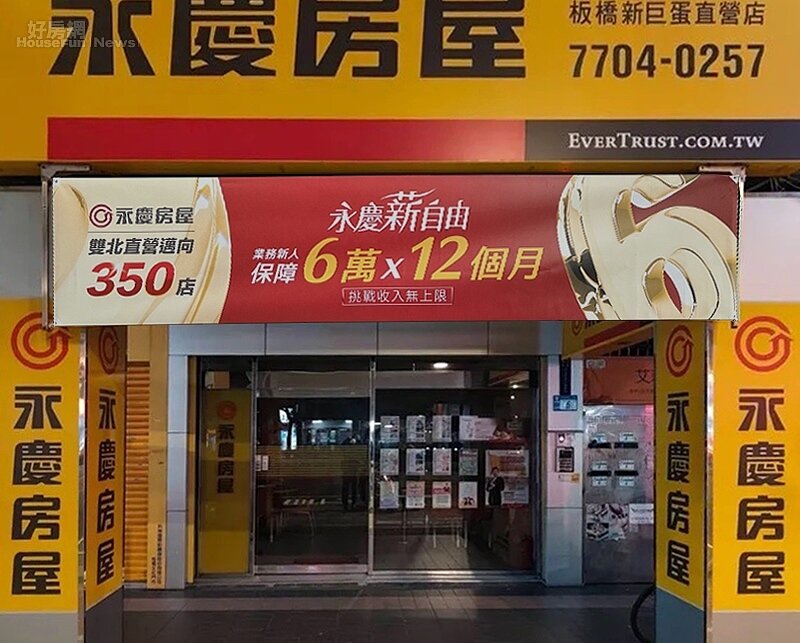 好房網
HouseFun News
永慶房屋
板橋新巨蛋直營店
7704-0257
EVERTRUST.COM.TW
永慶房屋
雙北直營邁向
350店
永慶薪自由
業務新人
保障6萬x12個月
挑戰收入無上限
永慶房屋
永慶房屋
永慶房屋
永慶房屋
永慶房屋
艾